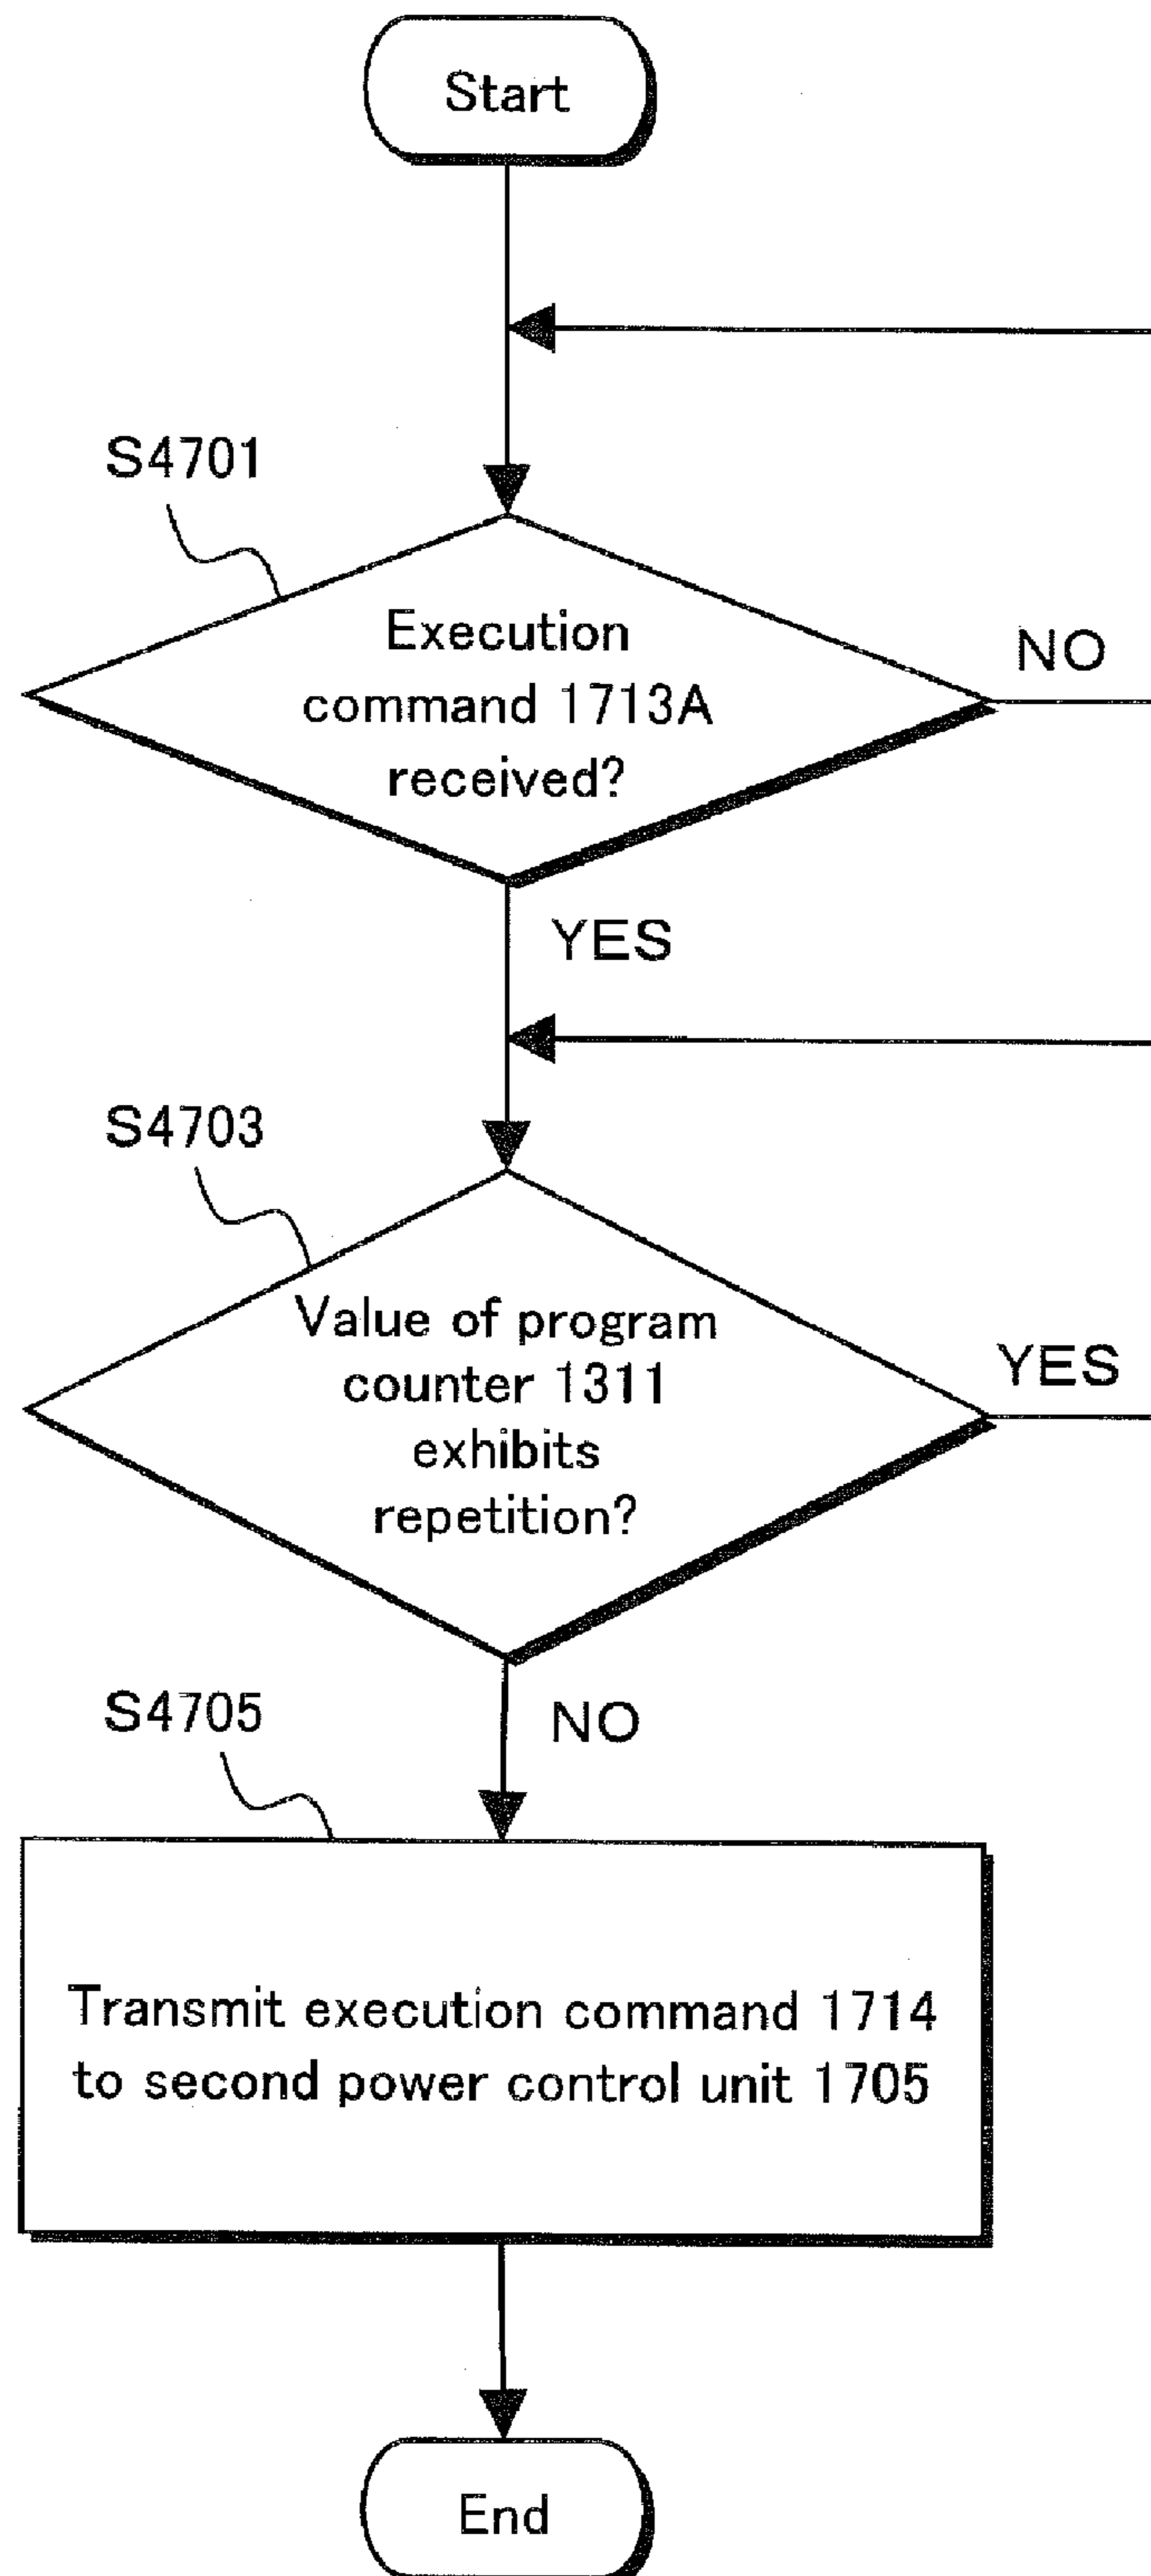 Start
S4701
Execution
command 1713A
received?
NO
YES
S4703
Value of program
counter 1311
exhibits
repetition?
YES
NO
S4705
Transmit execution command 1714
to second power control unit 1705
End